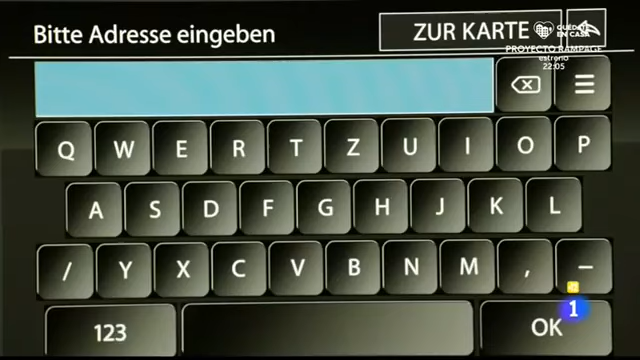 Bitte Adresse eingeben
ZUR KARTE
QUÉDATE
EN CASA
PROYECTO RAMPAGE
estreno
22:05
Q W E R T Z U I O P
A S D F G H J K L
/ Y X C V B N M , –
123
OK
1